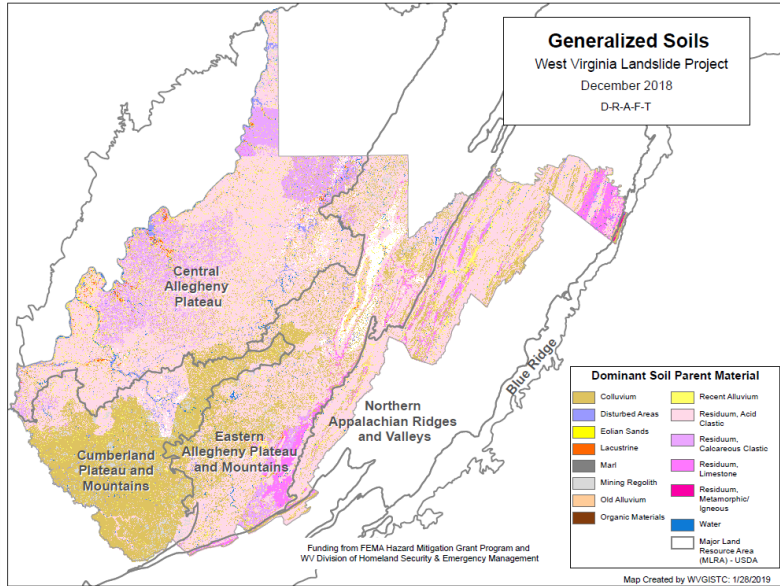 Generalized Soils
West Virginia Landslide Project
December 2018
D-R-A-F-T
Central
Allegheny
Plateau
Blue Ridge
Northern
Appalachian Ridges
and Valleys
Eastern
Allegheny Plateau
and Mountains
Cumberland
Plateau and
Mountains
Dominant Soil Parent Material
Colluvium
Disturbed Areas
Eolian Sands
Lacustrine
Marl
Mining Regolith
Old Alluvium
Organic Materials
Recent Alluvium
Residuum, Acid
Clastic
Residuum,
Calcareous Clastic
Residuum,
Limestone
Residuum,
Metamorphic/
Igneous
Water
Major Land
Resource Area
(MLRA) - USDA
Funding from FEMA Hazard Mitigation Grant Program and
WV Division of Homeland Security & Emergency Management
Map Created by WVGISTC: 1/28/2019